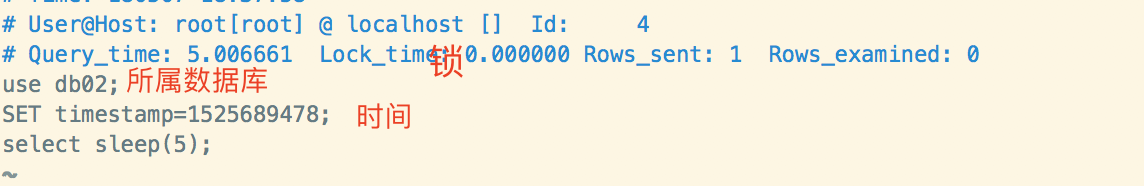 # User@Host: root[root] @ localhost []  Id:     4
# Query_time: 5.006661  Lock_time: 0.000000 Rows_sent: 1  Rows_examined: 0
锁
use db02; 所属数据库
SET timestamp=1525689478; 时间
select sleep(5);
~